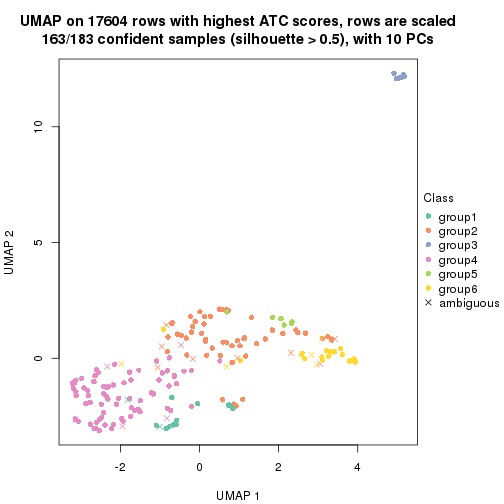 UMAP on 17604 rows with highest ATC scores, rows are scaled
163/183 confident samples (silhouette > 0.5), with 10 PCs
10
5
0
UMAP 2
-2
0
2
4
UMAP 1
Class
group1
group2
group3
group4
group5
group6
ambiguous